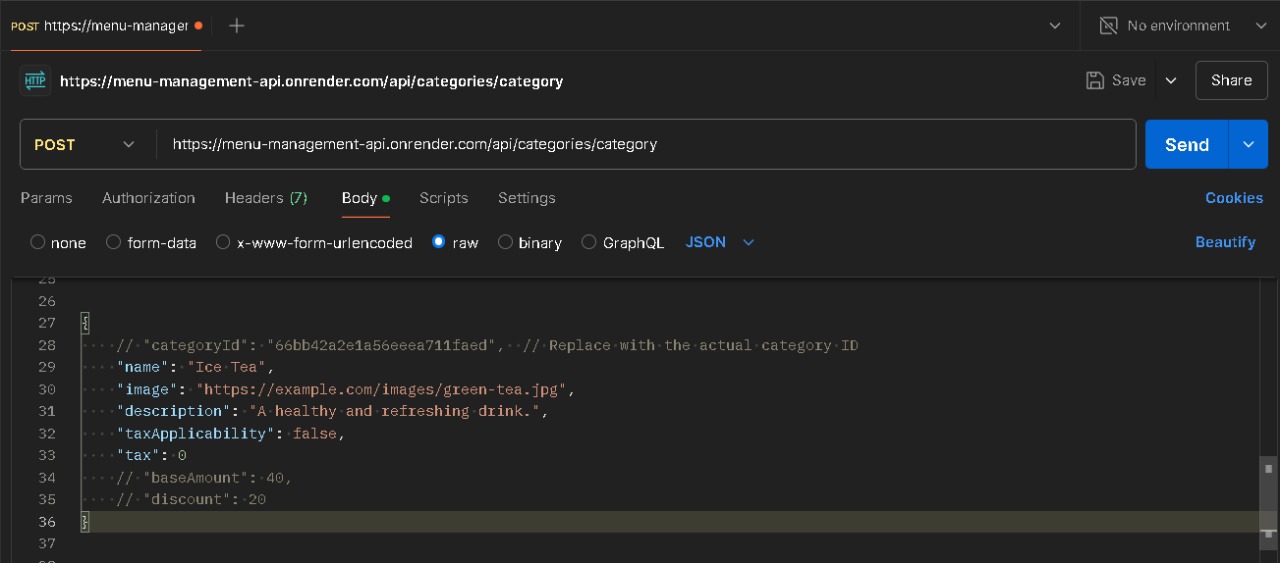 POST https://menu-manager
No environment
HTTP https://menu-management-api.onrender.com/api/categories/category
Save Share
POST https://menu-management-api.onrender.com/api/categories/category Send
Params Authorization Headers (7) Body Scripts Settings Cookies
none form-data x-www-form-urlencoded raw binary GraphQL JSON Beautify
25
26
27 {
28 // "categoryId": "66bb42a2e1a56eeea711faed", // Replace with the actual category ID
29 "name": "Ice Tea",
30 "image": "https://example.com/images/green-tea.jpg",
31 "description": "A healthy and refreshing drink.",
32 "taxApplicability": false,
33 "tax": 0
34 // "baseAmount": 40,
35 // "discount": 20
36 }
37